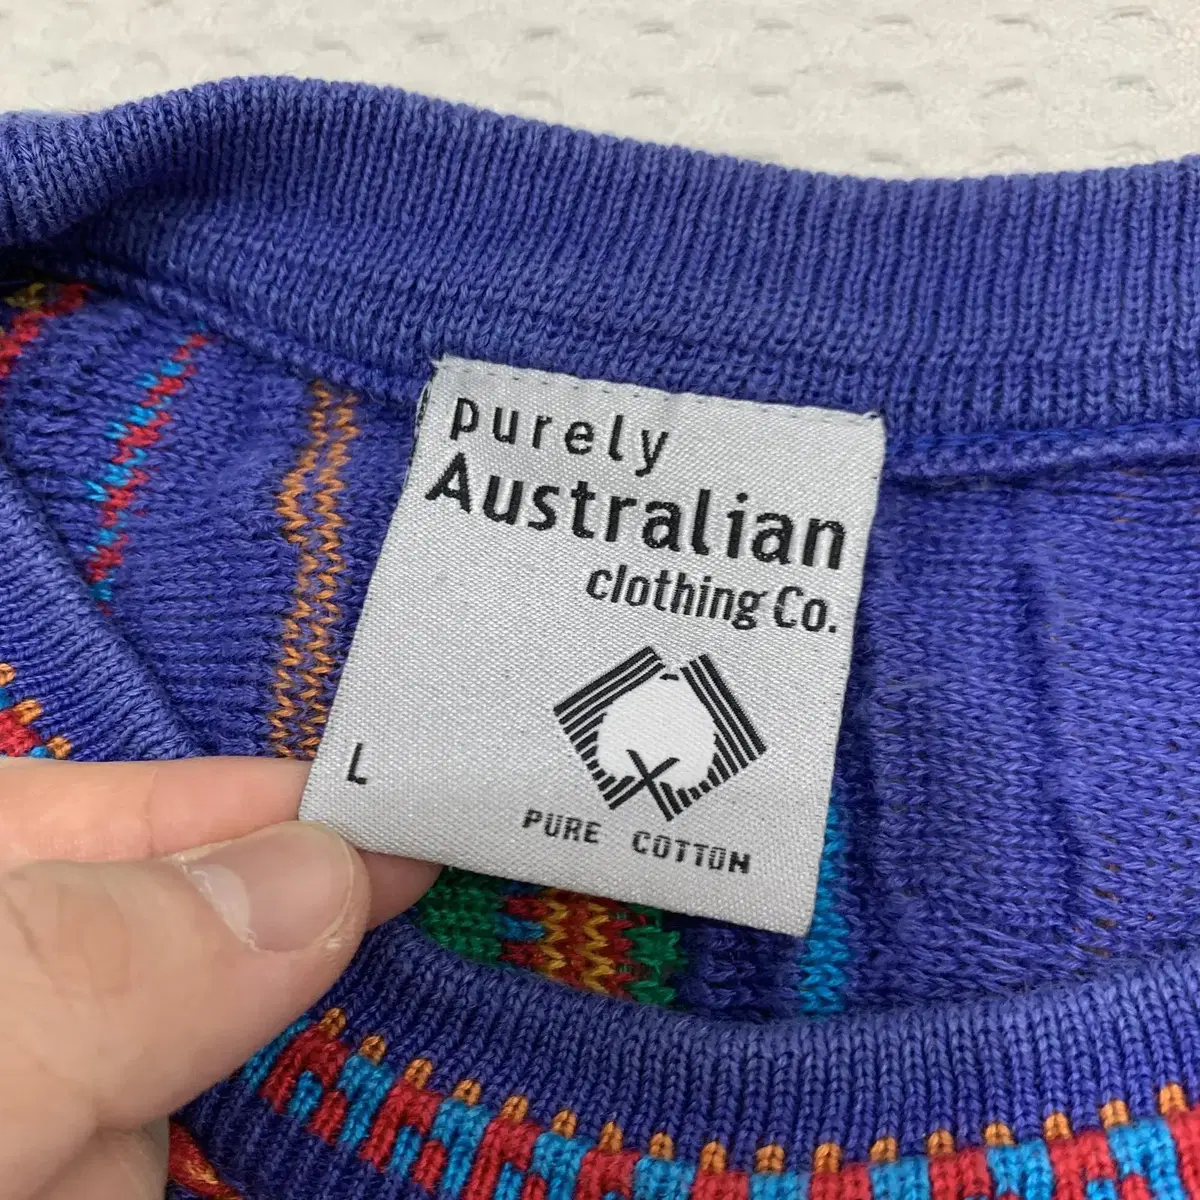 purely
Australian
clothing Co.
L
PURE COTTON